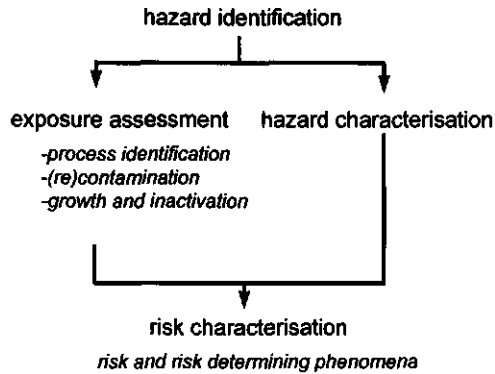 hazard identification
exposure assessment
hazard characterisation
-process identification
-(re)contamination
-growth and inactivation
risk characterisation
risk and risk determining phenomena